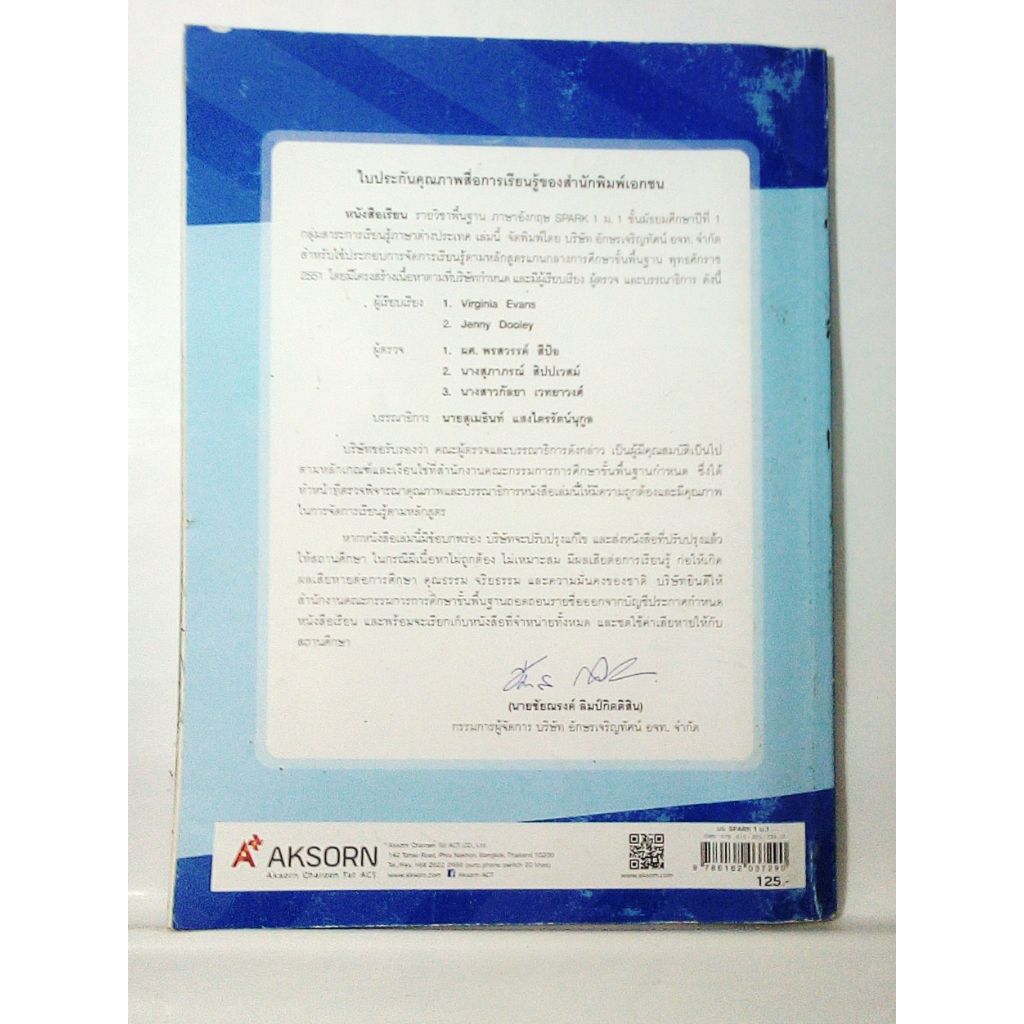 ใบประกันคุณภาพสื่อการเรียนรู้ของสำนักพิมพ์เอกชน
หนังสือเรียน รายวิชาพื้นฐาน ภาษาอังกฤษ SPARK 1 ม. 1 ชั้นมัธยมศึกษาปีที่ 1
กลุ่มสาระการเรียนรู้ภาษาต่างประเทศ เล่มนี้ จัดพิมพ์โดย บริษัท อักษรเจริญทัศน์ อจท. จำกัด
สำหรับใช้ประกอบการจัดการเรียนรู้ตามหลักสูตรแกนกลางการศึกษาขั้นพื้นฐาน พุทธศักราช
2551 โดยมีโครงสร้างเนื้อหาตามที่บริษัทกำหนด และมีผู้เรียบเรียง ผู้ตรวจ และบรรณาธิการ ดังนี้
ผู้เรียบเรียง 1. Virginia Evans
2. Jenny Dooley
ผู้ตรวจ 1. ผศ. พรสวรรค์ สีป้อ
2. นางสุภาภรณ์ สิปปเวสม์
3. นางสาวกัลยา เวทยาวงศ์
บรรณาธิการ นายสุเมธินท์ แสงไตรรัตน์นุกูล
บริษัทขอรับรองว่า คณะผู้ตรวจและบรรณาธิการดังกล่าว เป็นผู้มีคุณสมบัติเป็นไป
ตามหลักเกณฑ์และเงื่อนไขที่สำนักงานคณะกรรมการการศึกษาขั้นพื้นฐานกำหนด ซึ่งได้
ทำหน้าที่ตรวจพิจารณาคุณภาพและบรรณาธิการหนังสือเล่มนี้ให้มีความถูกต้องและมีคุณภาพ
ในการจัดการเรียนรู้ตามหลักสูตร
หากหนังสือเล่มนี้มีข้อบกพร่อง บริษัทจะปรับปรุงแก้ไข และส่งหนังสือที่ปรับปรุงแล้ว
ให้สถานศึกษา ในกรณีมีเนื้อหาไม่ถูกต้อง ไม่เหมาะสม มีผลเสียต่อการเรียนรู้ ก่อให้เกิด
ผลเสียหายต่อการศึกษา คุณธรรม จริยธรรม และความมั่นคงของชาติ บริษัทยินดีให้
สำนักงานคณะกรรมการการศึกษาขั้นพื้นฐานถอดถอนรายชื่อออกจากบัญชีประกาศกำหนด
หนังสือเรียน และพร้อมจะเรียกเก็บหนังสือที่จำหน่ายทั้งหมด และชดใช้ค่าเสียหายให้กับ
สถานศึกษา
(นายชัยณรงค์ ลิมป์กิตติสิน)
กรรมการผู้จัดการ บริษัท อักษรเจริญทัศน์ อจท. จำกัด
AKSORN
Aksorn Charoen Tat ACT.
Aksorn Charoen Tat ACT. CO., Ltd.
142 Tanao Road, Phra Nakhon, Bangkok, Thailand 10200
Tel./Fax. +66 2622 2999 (auto phone switch 20 lines)
www.aksorn.com Aksorn ACT
www.aksorn.com
บร. SPARK 1 ม.1
9 786162 037290
125.-